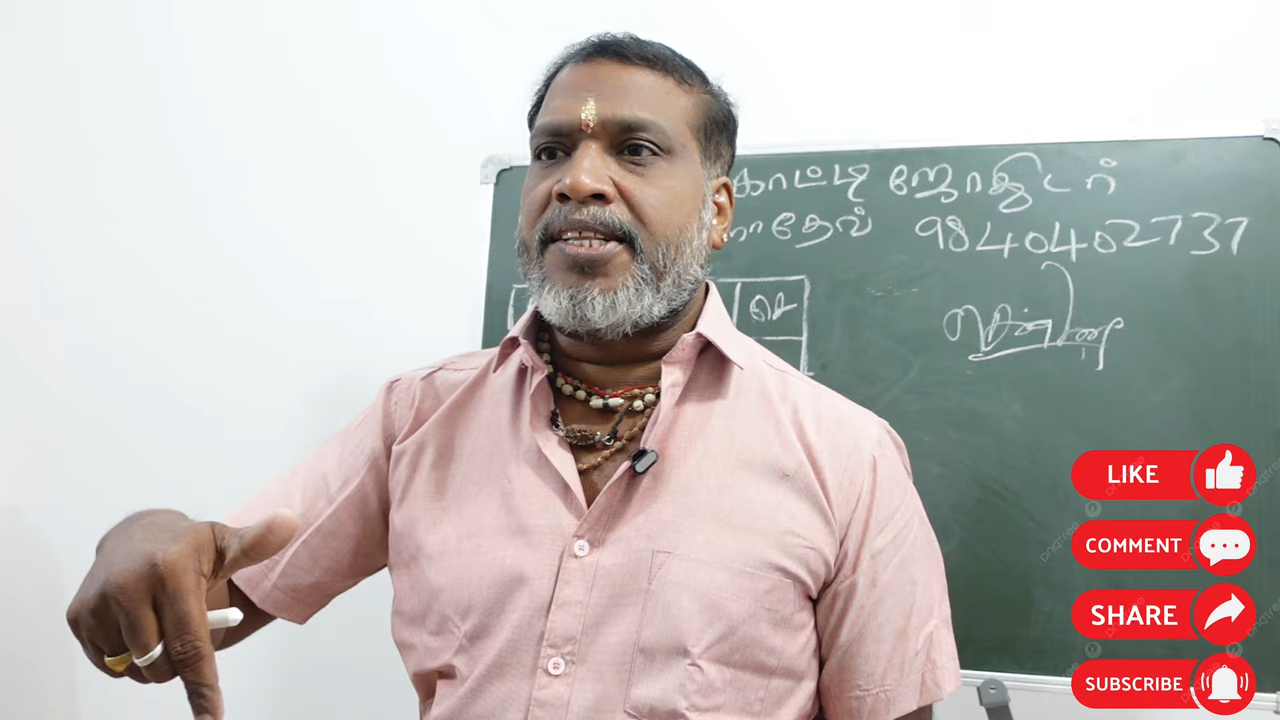 காட்டி ஜோதிடர்
தேவ் 9840402737
செ
சென்னை
LIKE
COMMENT
SHARE
SUBSCRIBE